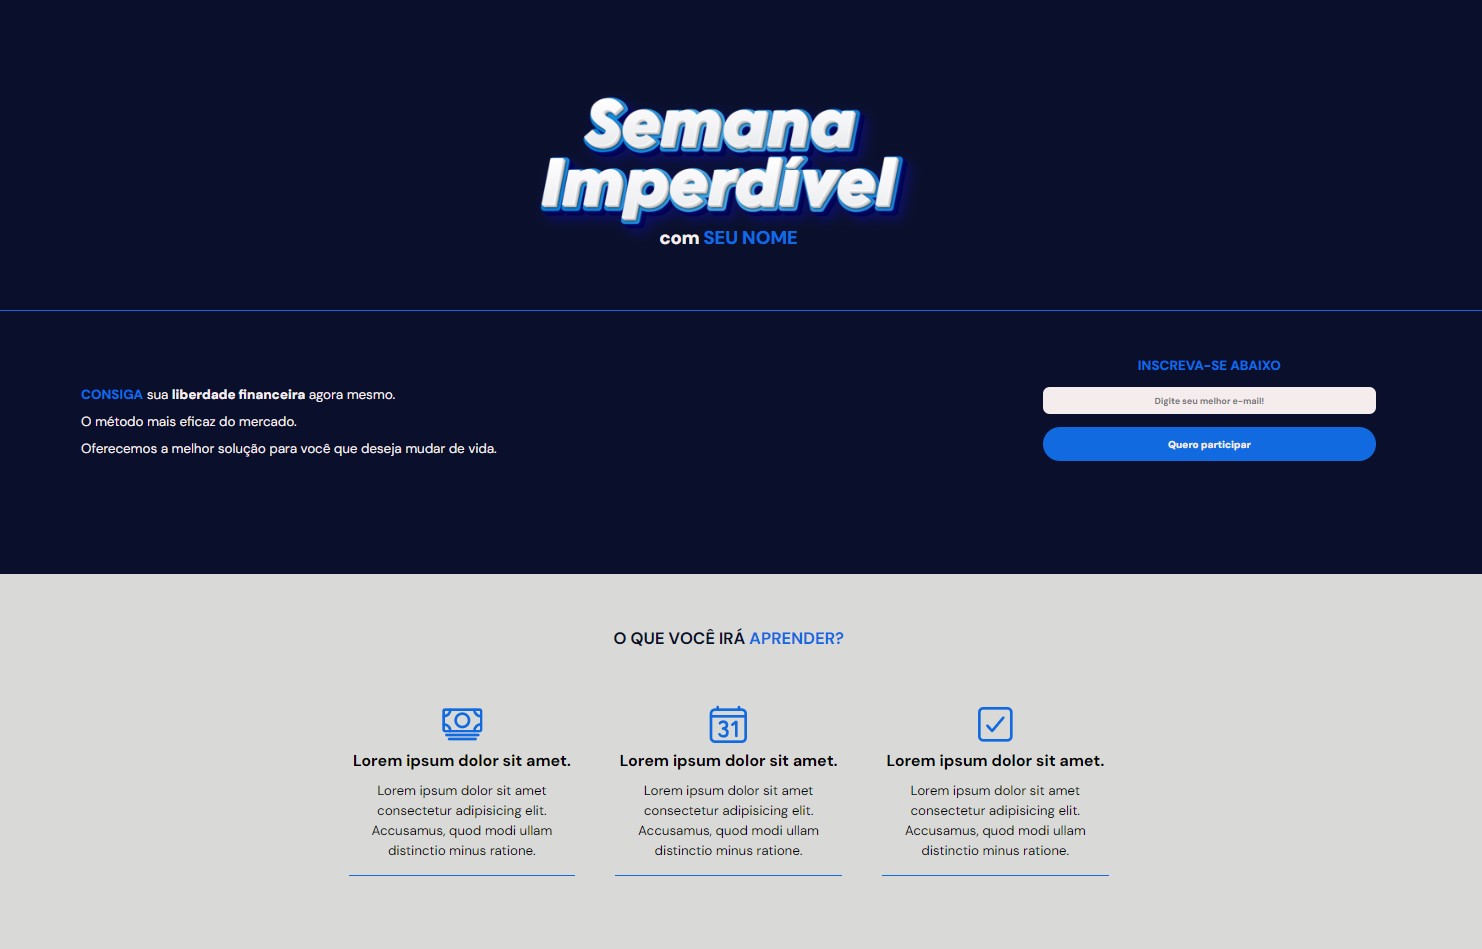 Semana
Imperdível
com SEU NOME
CONSIGA sua liberdade financeira agora mesmo.
O método mais eficaz do mercado.
Oferecemos a melhor solução para você que deseja mudar de vida.
INSCREVA-SE ABAIXO
Digite seu melhor e-mail!
Quero participar
O QUE VOCÊ IRÁ APRENDER?
Lorem ipsum dolor sit amet.
Lorem ipsum dolor sit amet
consectetur adipisicing elit.
Accusamus, quod modi ullam
distinctio minus ratione.
31
Lorem ipsum dolor sit amet.
Lorem ipsum dolor sit amet
consectetur adipisicing elit.
Accusamus, quod modi ullam
distinctio minus ratione.
Lorem ipsum dolor sit amet.
Lorem ipsum dolor sit amet
consectetur adipisicing elit.
Accusamus, quod modi ullam
distinctio minus ratione.